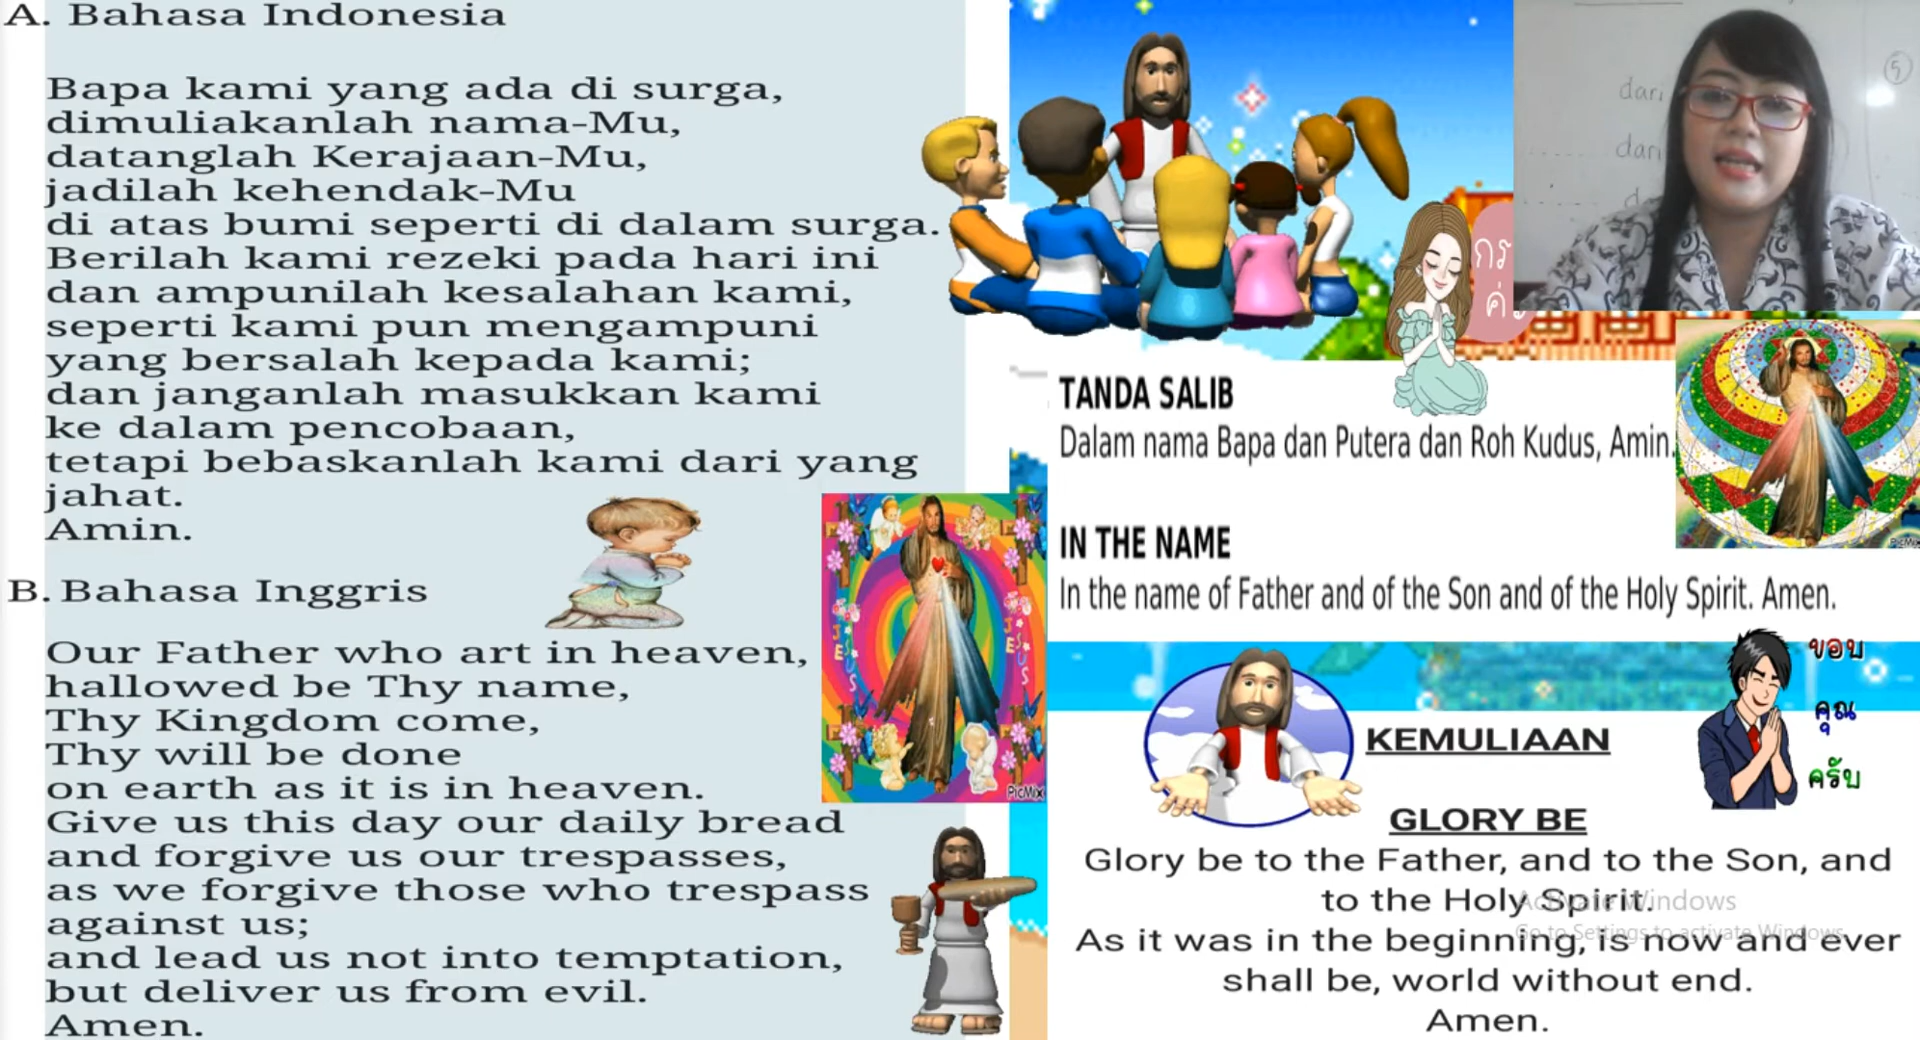 A. Bahasa Indonesia
Bapa kami yang ada di surga,
dimuliakanlah nama-Mu,
datanglah Kerajaan-Mu,
jadilah kehendak-Mu
di atas bumi seperti di dalam surga.
Berilah kami rezeki pada hari ini
dan ampunilah kesalahan kami,
seperti kami pun mengampuni
yang bersalah kepada kami;
dan janganlah masukkan kami
ke dalam pencobaan,
tetapi bebaskanlah kami dari yang
jahat.
Amin.
B. Bahasa Inggris
Our Father who art in heaven,
hallowed be Thy name,
Thy Kingdom come,
Thy will be done
on earth as it is in heaven.
Give us this day our daily bread
and forgive us our trespasses,
as we forgive those who trespass
against us;
and lead us not into temptation,
but deliver us from evil.
Amen.
JESUS
JESUS
PicMix
dari
dari
5
TANDA SALIB
Dalam nama Bapa dan Putera dan Roh Kudus, Amin.
IN THE NAME
In the name of Father and of the Son and of the Holy Spirit. Amen.
KEMULIAAN
ขอบ
คุณ
ครับ
GLORY BE
Glory be to the Father, and to the Son, and
to the Holy Spirit.
As it was in the beginning, is now and ever
shall be, world without end.
Amen.
Activate Windows
Go to Settings to activate Windows.